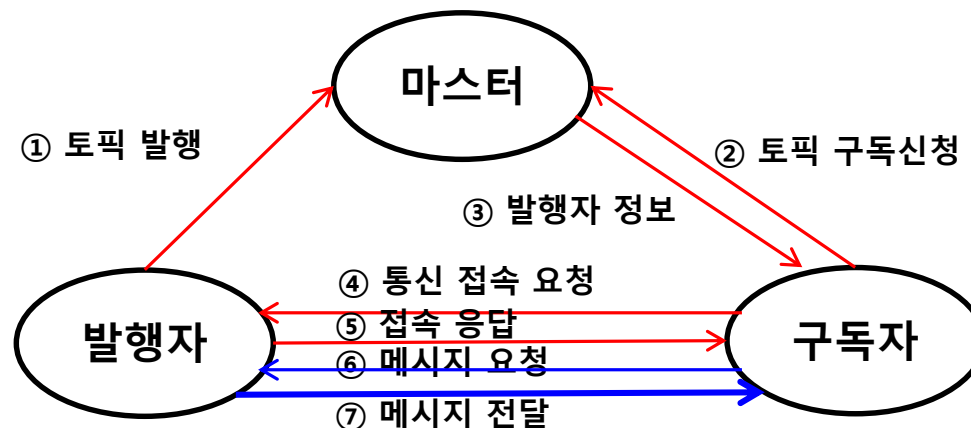 마스터
① 토픽 발행
② 토픽 구독신청
③ 발행자 정보
④ 통신 접속 요청
발행자
⑤ 접속 응답
구독자
⑥ 메시지 요청
⑦ 메시지 전달